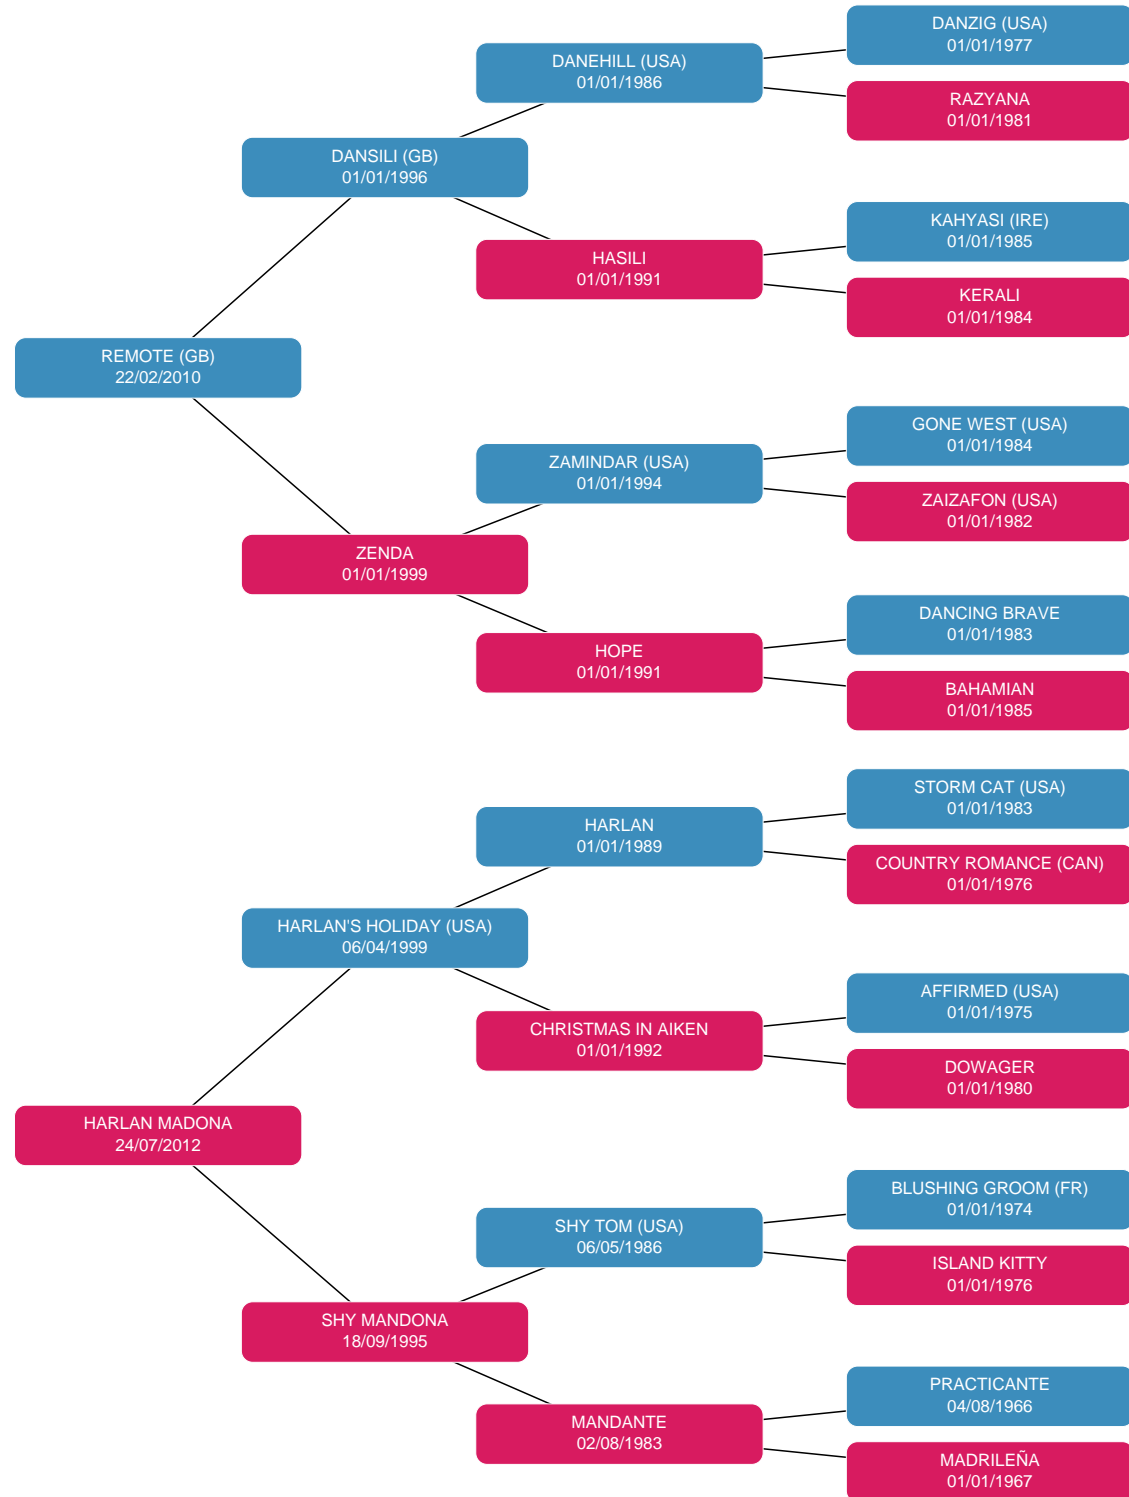 DANZIG (USA)
01/01/1977
DANEHILL (USA)
01/01/1986
RAZYANA
01/01/1981
DANSILI (GB)
01/01/1996
KAHYASI (IRE)
01/01/1985
HASILI
01/01/1991
KERALI
01/01/1984
REMOTE (GB)
22/02/2010
GONE WEST (USA)
01/01/1984
ZAMINDAR (USA)
01/01/1994
ZAIZAFON (USA)
01/01/1982
ZENDA
01/01/1999
DANCING BRAVE
01/01/1983
HOPE
01/01/1991
BAHAMIAN
01/01/1985
STORM CAT (USA)
01/01/1983
HARLAN
01/01/1989
COUNTRY ROMANCE (CAN)
01/01/1976
HARLAN'S HOLIDAY (USA)
06/04/1999
AFFIRMED (USA)
01/01/1975
CHRISTMAS IN AIKEN
01/01/1992
DOWAGER
01/01/1980
HARLAN MADONA
24/07/2012
BLUSHING GROOM (FR)
01/01/1974
SHY TOM (USA)
06/05/1986
ISLAND KITTY
01/01/1976
SHY MANDONA
18/09/1995
PRACTICANTE
04/08/1966
MANDANTE
02/08/1983
MADRILEÑA
01/01/1967